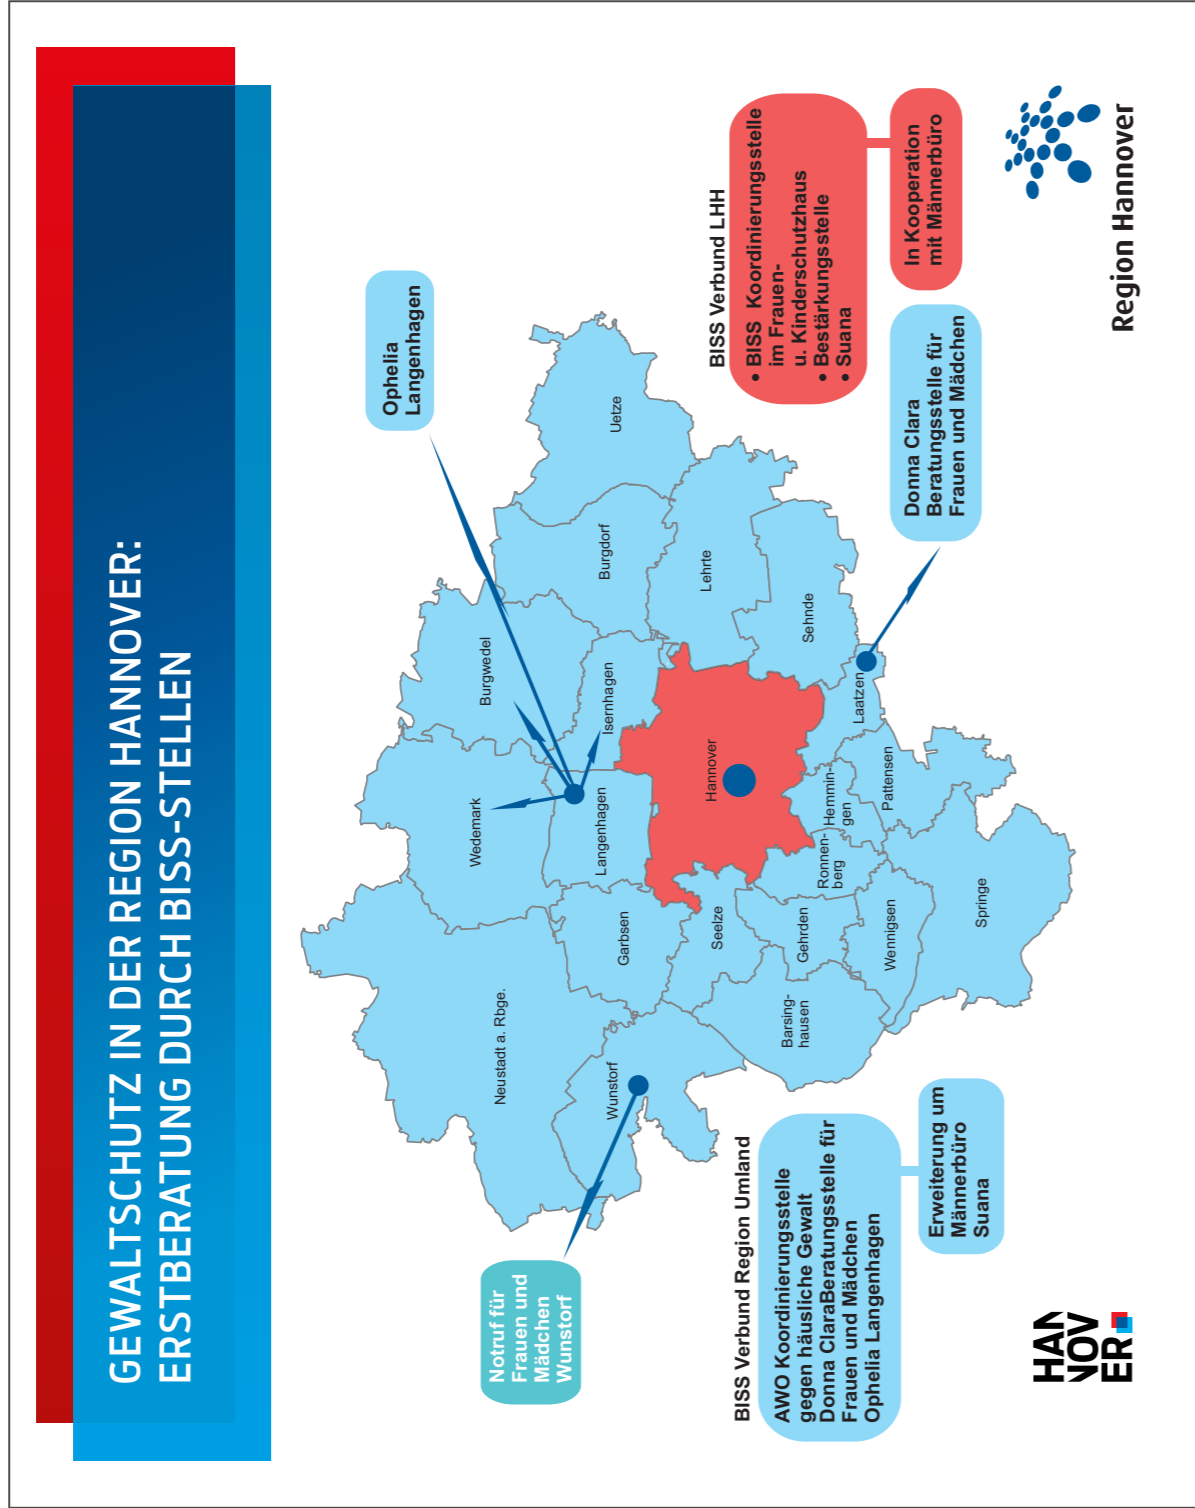 GEWALTSCHUTZ IN DER REGION HANNOVER:
ERSTBERATUNG DURCH BISS-STELLEN
Ophelia
Langenhagen
Notruf für
Frauen und
Mädchen
Wunstorf
Neustadt a. Rbge.
Wedemark
Burgwedel
Wunstorf
Garbsen
Langenhagen
Isernhagen
Burgdorf
Uetze
Seelze
Hannover
Lehrte
Barsing-
hausen
Gehrden
Ronnen-
berg
Hemmin-
gen
Sehnde
Laatzen
Wennigsen
Pattensen
Springe
BISS Verbund LHH
• BISS  Koordinierungsstelle
im Frauen-
u. Kinderschutzhaus
• Bestärkungsstelle
• Suana
In Kooperation
mit Männerbüro
Donna Clara
Beratungsstelle für
Frauen und Mädchen
BISS Verbund Region Umland
AWO Koordinierungsstelle
gegen häusliche Gewalt
Donna ClaraBeratungsstelle für
Frauen und Mädchen
Ophelia Langenhagen
Erweiterung um
Männerbüro
Suana
HAN
NOV
ER
Region Hannover